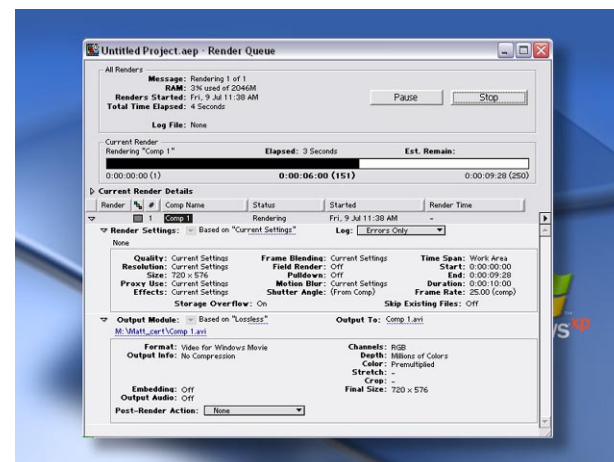 Untitled Project.aep · Render Queue
All Renders
Message: Rendering 1 of 1
RAM: 3% used of 2046M
Renders Started: Fri, 9 Jul 11:38 AM
Total Time Elapsed: 4 Seconds
Log File: None
Pause Stop
Current Render
Rendering "Comp 1" Elapsed: 3 Seconds Est. Remain:
0:00:00:00 (1) 0:00:06:00 (151) 0:00:09:28 (250)
Current Render Details
Render # Comp Name Status Started Render Time
1 Comp 1 Rendering Fri, 9 Jul 11:38 AM -
Render Settings: Based on "Current Settings" Log: Errors Only
None
Quality: Current Settings Frame Blending: Current Settings Time Span: Work Area
Resolution: Current Settings Field Render: Off Start: 0:00:00:00
Size: 720 x 576 Pulldown: Off End: 0:00:09:28
Proxy Use: Current Settings Motion Blur: Current Settings Duration: 0:00:10:00
Effects: Current Settings Shutter Angle: (From Comp) Frame Rate: 25.00 (comp)
Storage Overflow: On Skip Existing Files: Off
Output Module: Based on "Lossless" Output To: Comp 1.avi
M:\Matt_cert\Comp 1.avi
Format: Video for Windows Movie Channels: RGB
Output Info: No Compression Depth: Millions of Colors
Color: Premultiplied
Stretch: -
Crop: -
Embedding: Off Final Size: 720 x 576
Output Audio: Off
Post-Render Action: None
ws xp